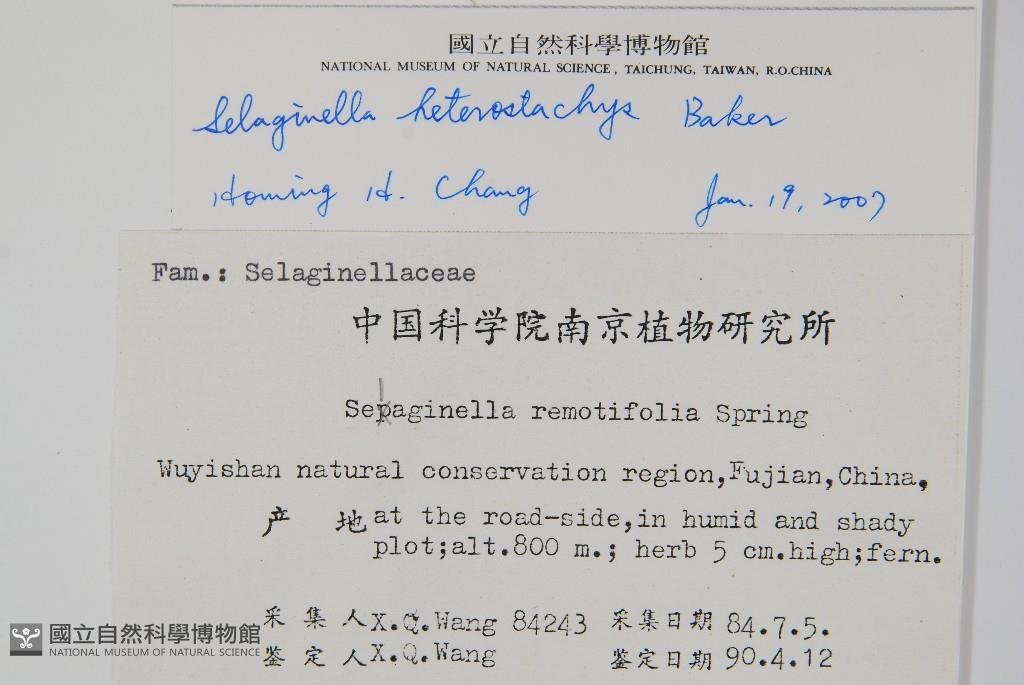 國立自然科學博物館
NATIONAL MUSEUM OF NATURAL SCIENCE, TAICHUNG, TAIWAN, R.O.CHINA
Selaginella heterostachys Baker
Homing H. Chang Jan. 19, 2007
Fam.: Selaginellaceae
中国科学院南京植物研究所
Selaginella remotifolia Spring
Wuyishan natural conservation region,Fujian,China,
产地 at the road-side,in humid and shady
plot;alt.800 m.; herb 5 cm.high;fern.
采集人 X.Q.Wang 84243 采集日期 84.7.5.
鉴定人 X.Q.Wang 鉴定日期 90.4.12
國立自然科學博物館
NATIONAL MUSEUM OF NATURAL SCIENCE